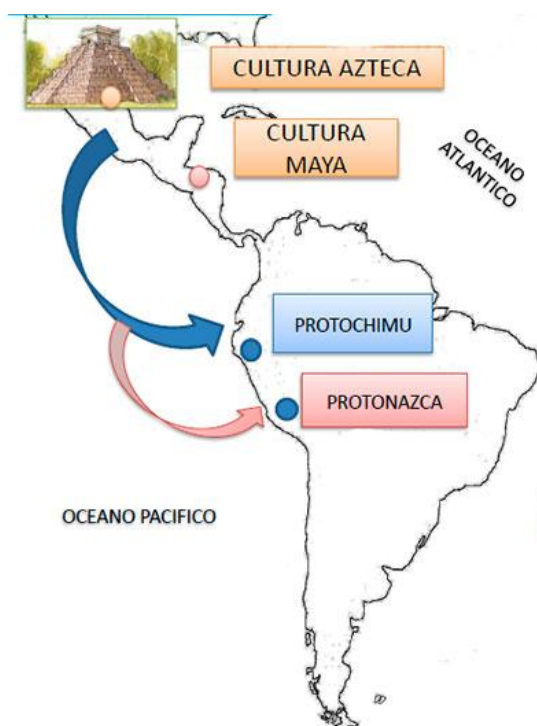 CULTURA AZTECA
CULTURA
MAYA
OCEANO
ATLANTICO
PROTOCHIMU
PROTONAZCA
OCEANO PACIFICO